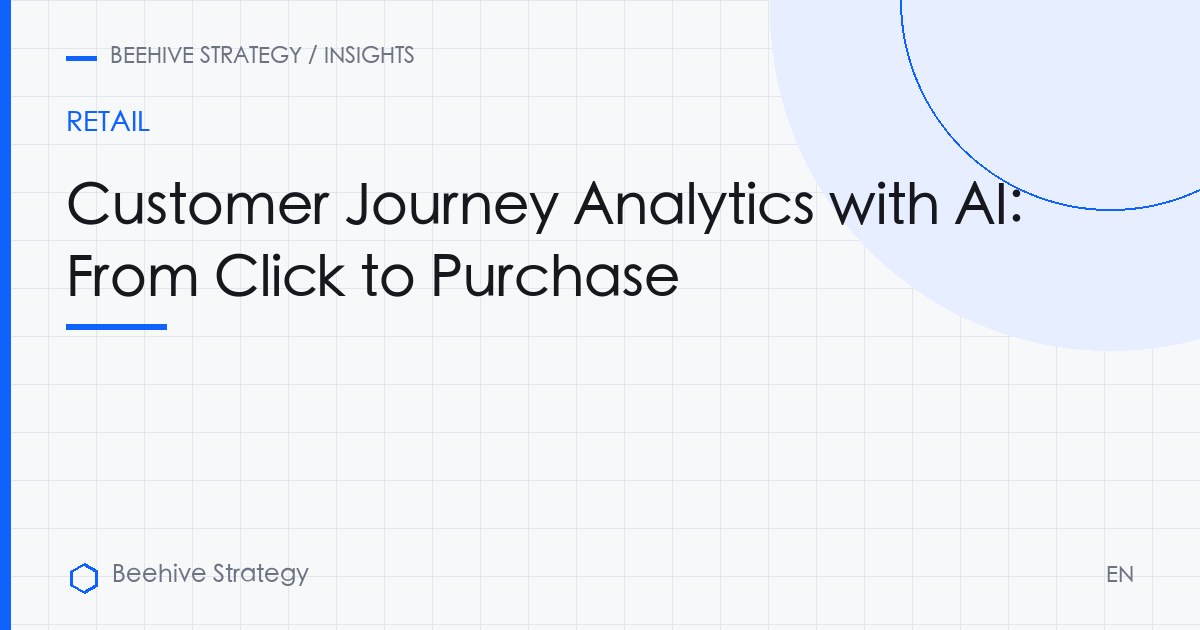 BEEHIVE STRATEGY / INSIGHTS
RETAIL
Customer Journey Analytics with AI:
From Click to Purchase
Beehive Strategy
EN